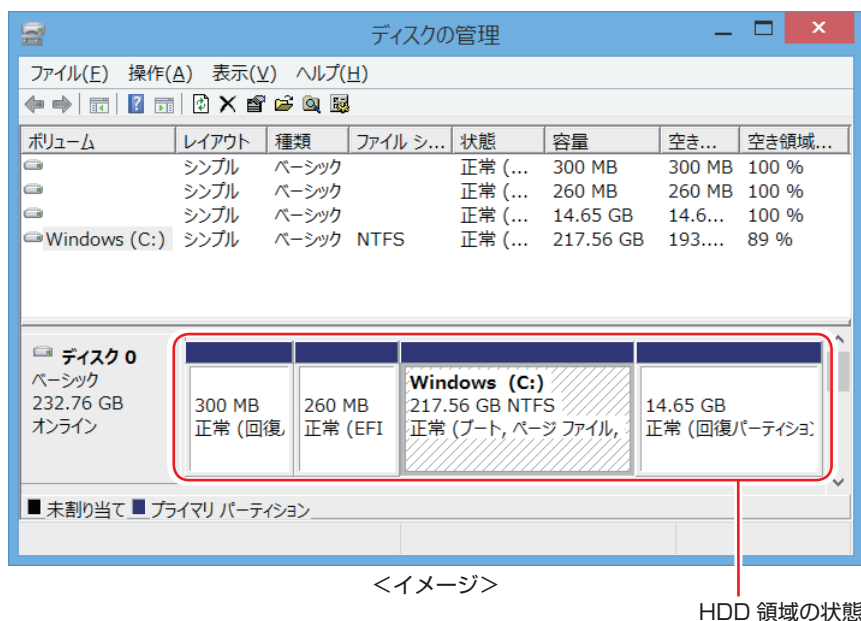 ディスクの管理
ファイル(F) 操作(A) 表示(V) ヘルプ(H)
ボリューム レイアウト 種類 ファイル シ... 状態 容量 空き... 空き領域...
シンプル ベーシック 正常 (... 300 MB 300 MB 100 %
シンプル ベーシック 正常 (... 260 MB 260 MB 100 %
シンプル ベーシック 正常 (... 14.65 GB 14.6... 100 %
Windows (C:) シンプル ベーシック NTFS 正常 (... 217.56 GB 193.... 89 %
ディスク 0
ベーシック
232.76 GB
オンライン
300 MB
正常 (回復
260 MB
正常 (EFI
Windows (C:)
217.56 GB NTFS
正常 (ブート, ページ ファイル,
14.65 GB
正常 (回復パーティション
未割り当て プライマリ パーティション
<イメージ>
HDD 領域の状態